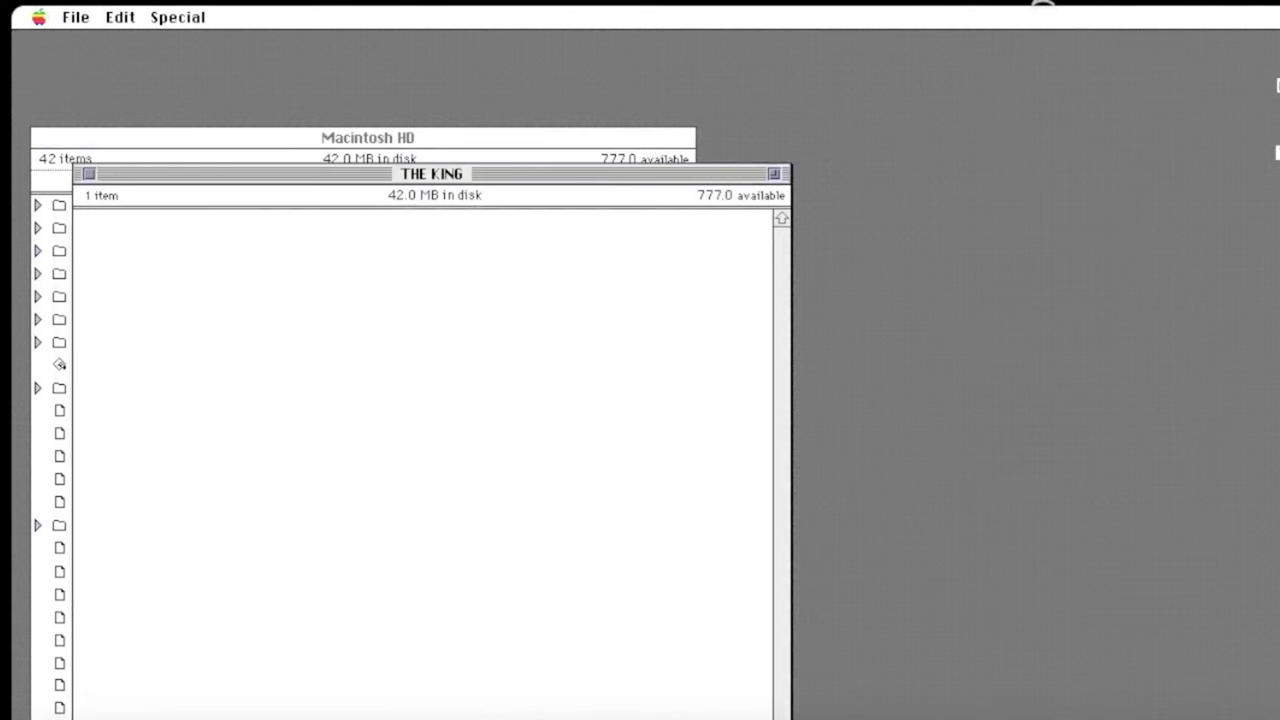 File Edit Special
Macintosh HD
42 items 42.0 MB in disk 777.0 available
THE KING
1 item 42.0 MB in disk 777.0 available